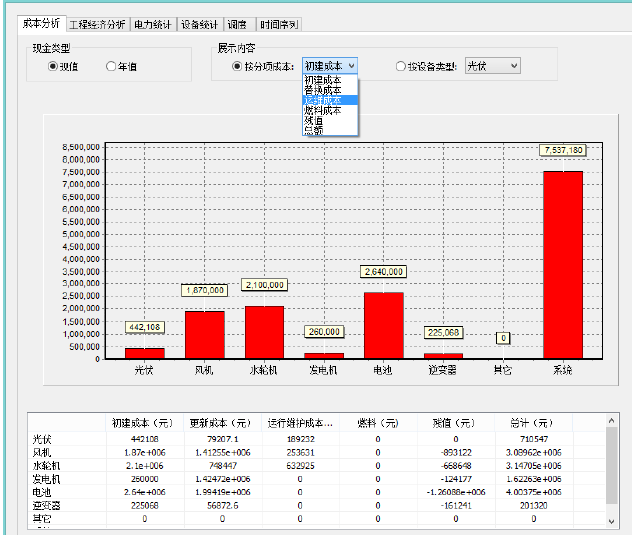 成本分析 工程经济分析 电力统计 设备统计 调度 时间序列
现金类型 展示内容
现值 年值 按分项成本: 初建成本 按设备类型: 光伏
初建成本
替换成本
运维成本
燃料成本
残值
总额
8,500,000
8,000,000
7,500,000
7,000,000
6,500,000
6,000,000
5,500,000
5,000,000
4,500,000
4,000,000
3,500,000
3,000,000
2,500,000
2,000,000
1,500,000
1,000,000
500,000
0
442,108 1,870,000 2,100,000 260,000 2,640,000 225,068 0 7,537,180
光伏 风机 水轮机 发电机 电池 逆变器 其它 系统
初建成本（元） 更新成本（元） 运行维护成本... 燃料（元） 残值（元） 总计（元）
光伏 442108 79207.1 189232 0 0 710547
风机 1.87e+006 1.41255e+006 253631 0 -893122 3.08962e+006
水轮机 2.1e+006 748447 632925 0 -668648 3.14705e+006
发电机 260000 1.42472e+006 0 0 -124177 1.62263e+006
电池 2.64e+006 1.99419e+006 0 0 -1.26088e+006 4.00375e+006
逆变器 225068 56872.6 0 0 -161241 201320
其它 0 0 0 0 0 0